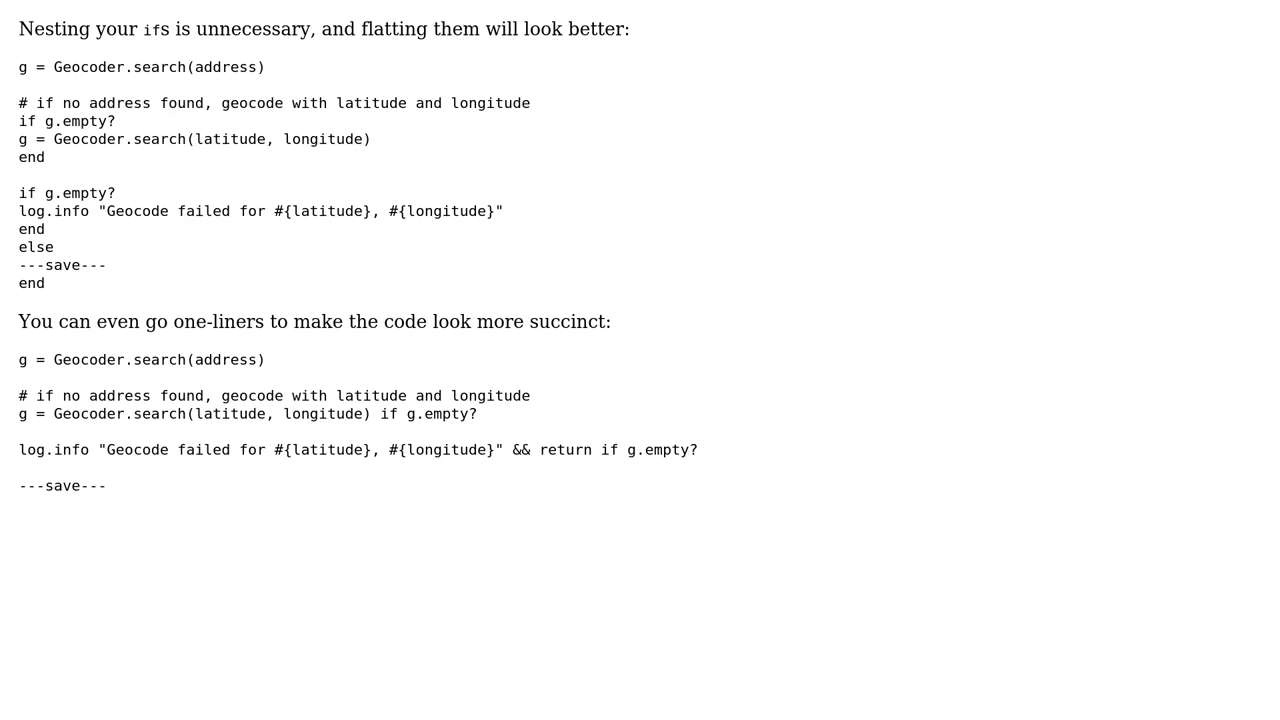 Nesting your ifs is unnecessary, and flatting them will look better:
g = Geocoder.search(address)
# if no address found, geocode with latitude and longitude
if g.empty?
g = Geocoder.search(latitude, longitude)
end
if g.empty?
log.info "Geocode failed for #{latitude}, #{longitude}"
end
else
---save---
end
You can even go one-liners to make the code look more succinct:
g = Geocoder.search(address)
# if no address found, geocode with latitude and longitude
g = Geocoder.search(latitude, longitude) if g.empty?
log.info "Geocode failed for #{latitude}, #{longitude}" && return if g.empty?
---save---